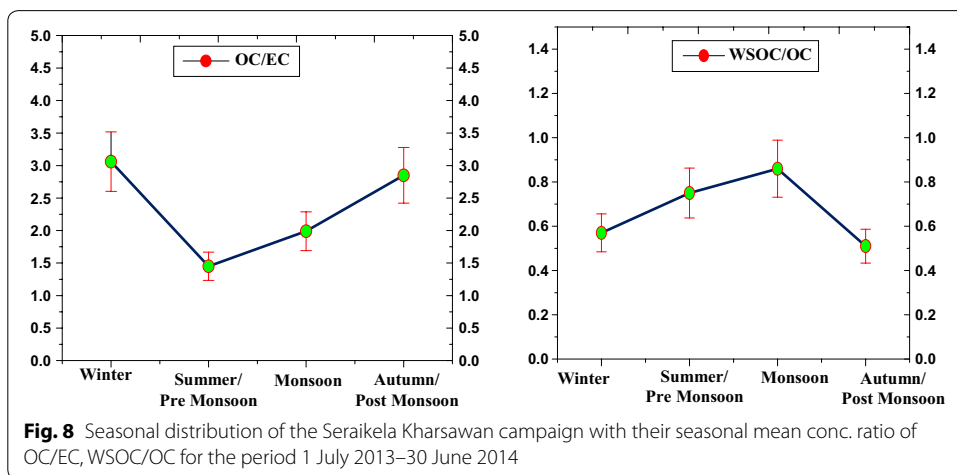 5.0
4.5
4.0
3.5
3.0
2.5
2.0
1.5
1.0
0.5
0.0
OC/EC
5.0
4.5
4.0
3.5
3.0
2.5
2.0
1.5
1.0
0.5
0.0
Winter
Summer/
Pre Monsoon
Monsoon
Autumn/
Post Monsoon
1.4
1.2
1.0
0.8
0.6
0.4
0.2
0.0
WSOC/OC
1.4
1.2
1.0
0.8
0.6
0.4
0.2
0.0
Winter
Summer/
Pre Monsoon
Monsoon
Autumn/
Post Monsoon
Fig. 8 Seasonal distribution of the Seraikela Kharsawan campaign with their seasonal mean conc. ratio of
OC/EC, WSOC/OC for the period 1 July 2013–30 June 2014